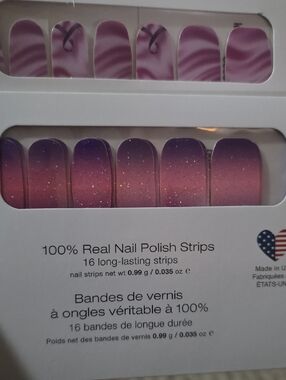 100% Real Nail Polish Strips
16 long-lasting strips
nail strips net wt 0.99 g / 0.035 oz ℮
Made in U
Fabriquées
ÉTATS-UN
Bandes de vernis
à ongles véritable à 100%
16 bandes de longue durée
Poids net des bandes de vernis 0.99 g / 0.035 oz ℮